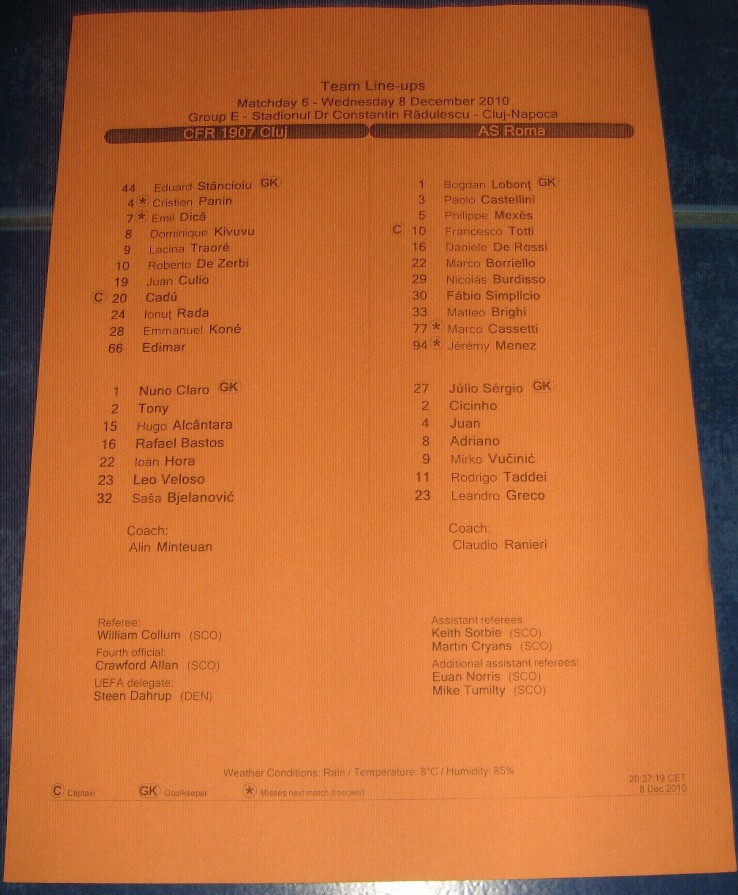 Team Line-ups
Matchday 6 - Wednesday 8 December 2010
Group E - Stadionul Dr Constantin Rădulescu - Cluj-Napoca
CFR 1907 Cluj
AS Roma
44 Eduard Stăncioiu GK
4 * Cristian Panin
7 * Emil Dică
8 Dominique Kivuvu
9 Lacina Traoré
10 Roberto De Zerbi
19 Juan Culio
C 20 Cadú
24 Ionuţ Rada
28 Emmanuel Koné
66 Edimar
1 Nuno Claro GK
2 Tony
15 Hugo Alcântara
16 Rafael Bastos
22 Ioan Hora
23 Leo Veloso
32 Saša Bjelanović
Coach:
Alin Minteuan
1 Bogdan Lobonţ GK
3 Paolo Castellini
5 Philippe Mexès
C 10 Francesco Totti
16 Daniele De Rossi
22 Marco Borriello
29 Nicolás Burdisso
30 Fábio Simplício
33 Matteo Brighi
77 * Marco Cassetti
94 * Jérémy Menez
27 Júlio Sérgio GK
2 Cicinho
4 Juan
8 Adriano
9 Mirko Vučinić
11 Rodrigo Taddei
23 Leandro Greco
Coach:
Claudio Ranieri
Referee:
William Collum (SCO)
Fourth official:
Crawford Allan (SCO)
UEFA delegate:
Steen Dahrup (DEN)
Assistant referees:
Keith Sorbie (SCO)
Martin Cryans (SCO)
Additional assistant referees:
Euan Norris (SCO)
Mike Tumilty (SCO)
Weather Conditions: Rain / Temperature: 8°C / Humidity: 85%
20:37:19 CET
8 Dec 2010
C Captain GK Goalkeeper * Misses next match if booked